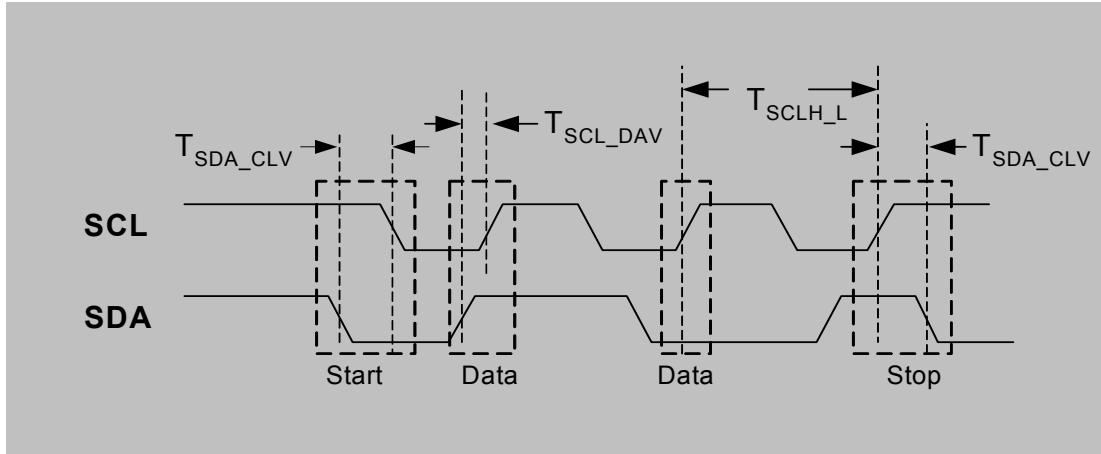 T_SCLH_L
T_SDA_CLV
T_SCL_DAV
T_SDA_CLV
SCL
SDA
Start
Data
Data
Stop